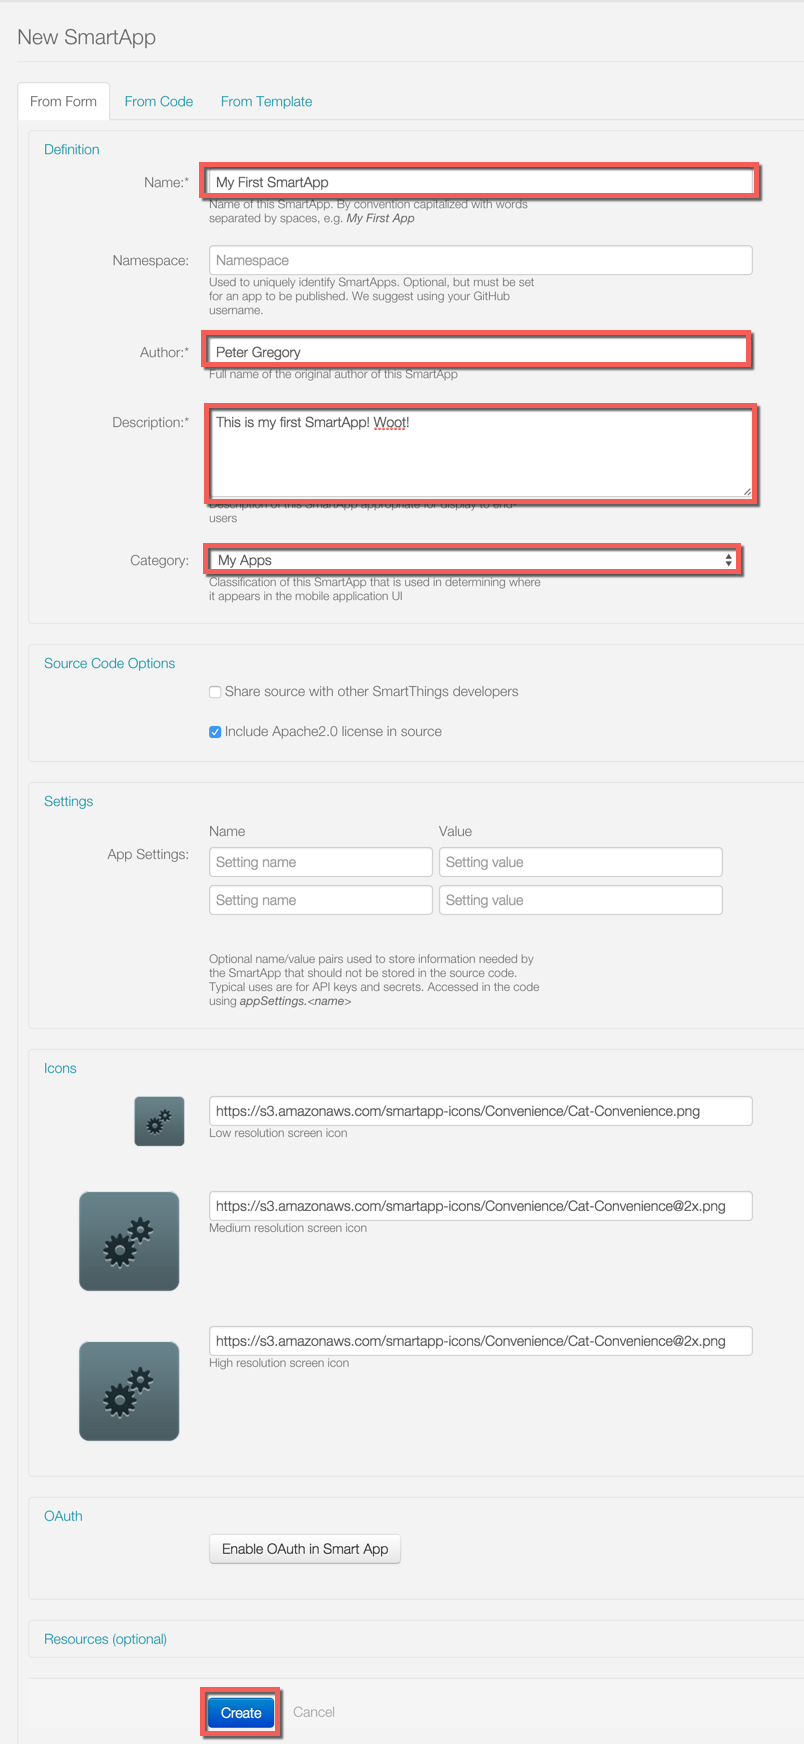 New SmartApp
From Form From Code From Template
Definition
Name:* My First SmartApp
Name of this SmartApp. By convention capitalized with words
separated by spaces, e.g. My First App
Namespace: Namespace
Used to uniquely identify SmartApps. Optional, but must be set
for an app to be published. We suggest using your GitHub
username.
Author:* Peter Gregory
Full name of the original author of this SmartApp
Description:* This is my first SmartApp! Woot!
Description of this SmartApp appropriate for display to end-
users
Category: My Apps
Classification of this SmartApp that is used in determining where
it appears in the mobile application UI
Source Code Options
Share source with other SmartThings developers
Include Apache2.0 license in source
Settings
Name Value
App Settings: Setting name Setting value
Setting name Setting value
Optional name/value pairs used to store information needed by
the SmartApp that should not be stored in the source code.
Typical uses are for API keys and secrets. Accessed in the code
using appSettings.<name>
Icons
https://s3.amazonaws.com/smartapp-icons/Convenience/Cat-Convenience.png
Low resolution screen icon
https://s3.amazonaws.com/smartapp-icons/Convenience/Cat-Convenience@2x.png
Medium resolution screen icon
https://s3.amazonaws.com/smartapp-icons/Convenience/Cat-Convenience@2x.png
High resolution screen icon
OAuth
Enable OAuth in Smart App
Resources (optional)
Create Cancel